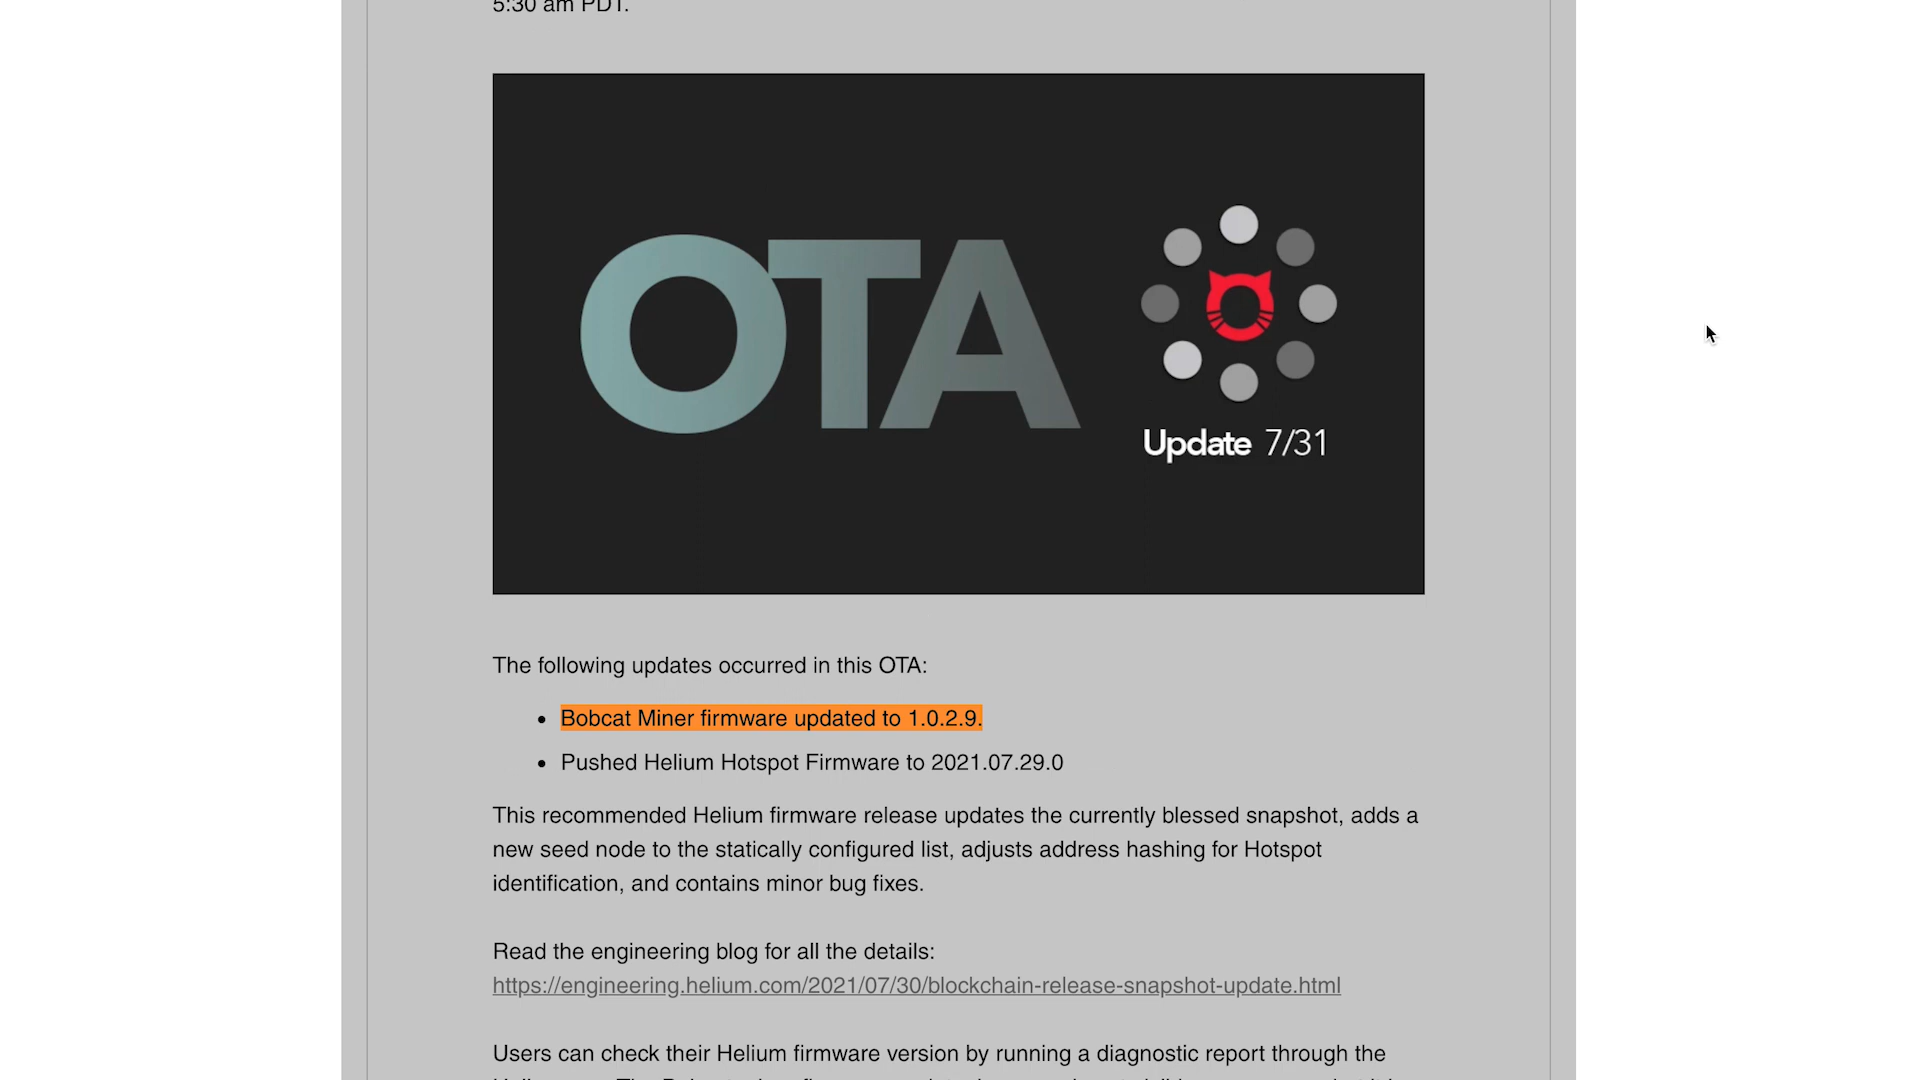 5:30 am PDT.
OTA
Update 7/31
The following updates occurred in this OTA:
• Bobcat Miner firmware updated to 1.0.2.9.
• Pushed Helium Hotspot Firmware to 2021.07.29.0
This recommended Helium firmware release updates the currently blessed snapshot, adds a
new seed node to the statically configured list, adjusts address hashing for Hotspot
identification, and contains minor bug fixes.
Read the engineering blog for all the details:
https://engineering.helium.com/2021/07/30/blockchain-release-snapshot-update.html
Users can check their Helium firmware version by running a diagnostic report through the